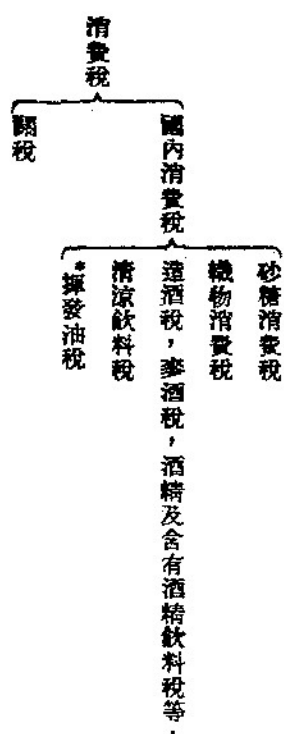 消費稅
國內消費稅
砂糖消費稅
織物消費稅
造酒稅，麥酒稅，酒精及含有酒精飲料稅等．
清涼飲料稅
*揮發油稅
關稅